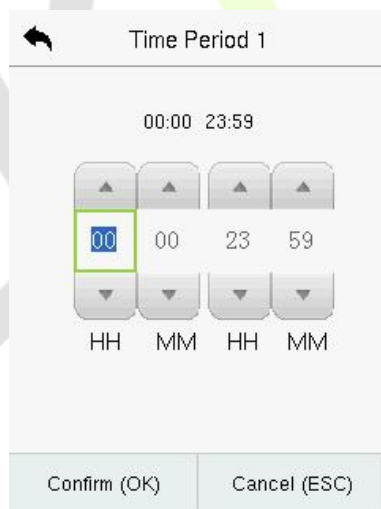 Time Period 1
00:00 23:59
00 00 23 59
HH MM HH MM
Confirm (OK) Cancel (ESC)